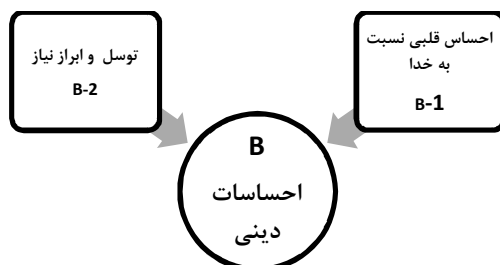 احساس قلبی نسبت
به خدا
B-1
توسل و ابراز نیاز
B-2
B
احساسات
دینی